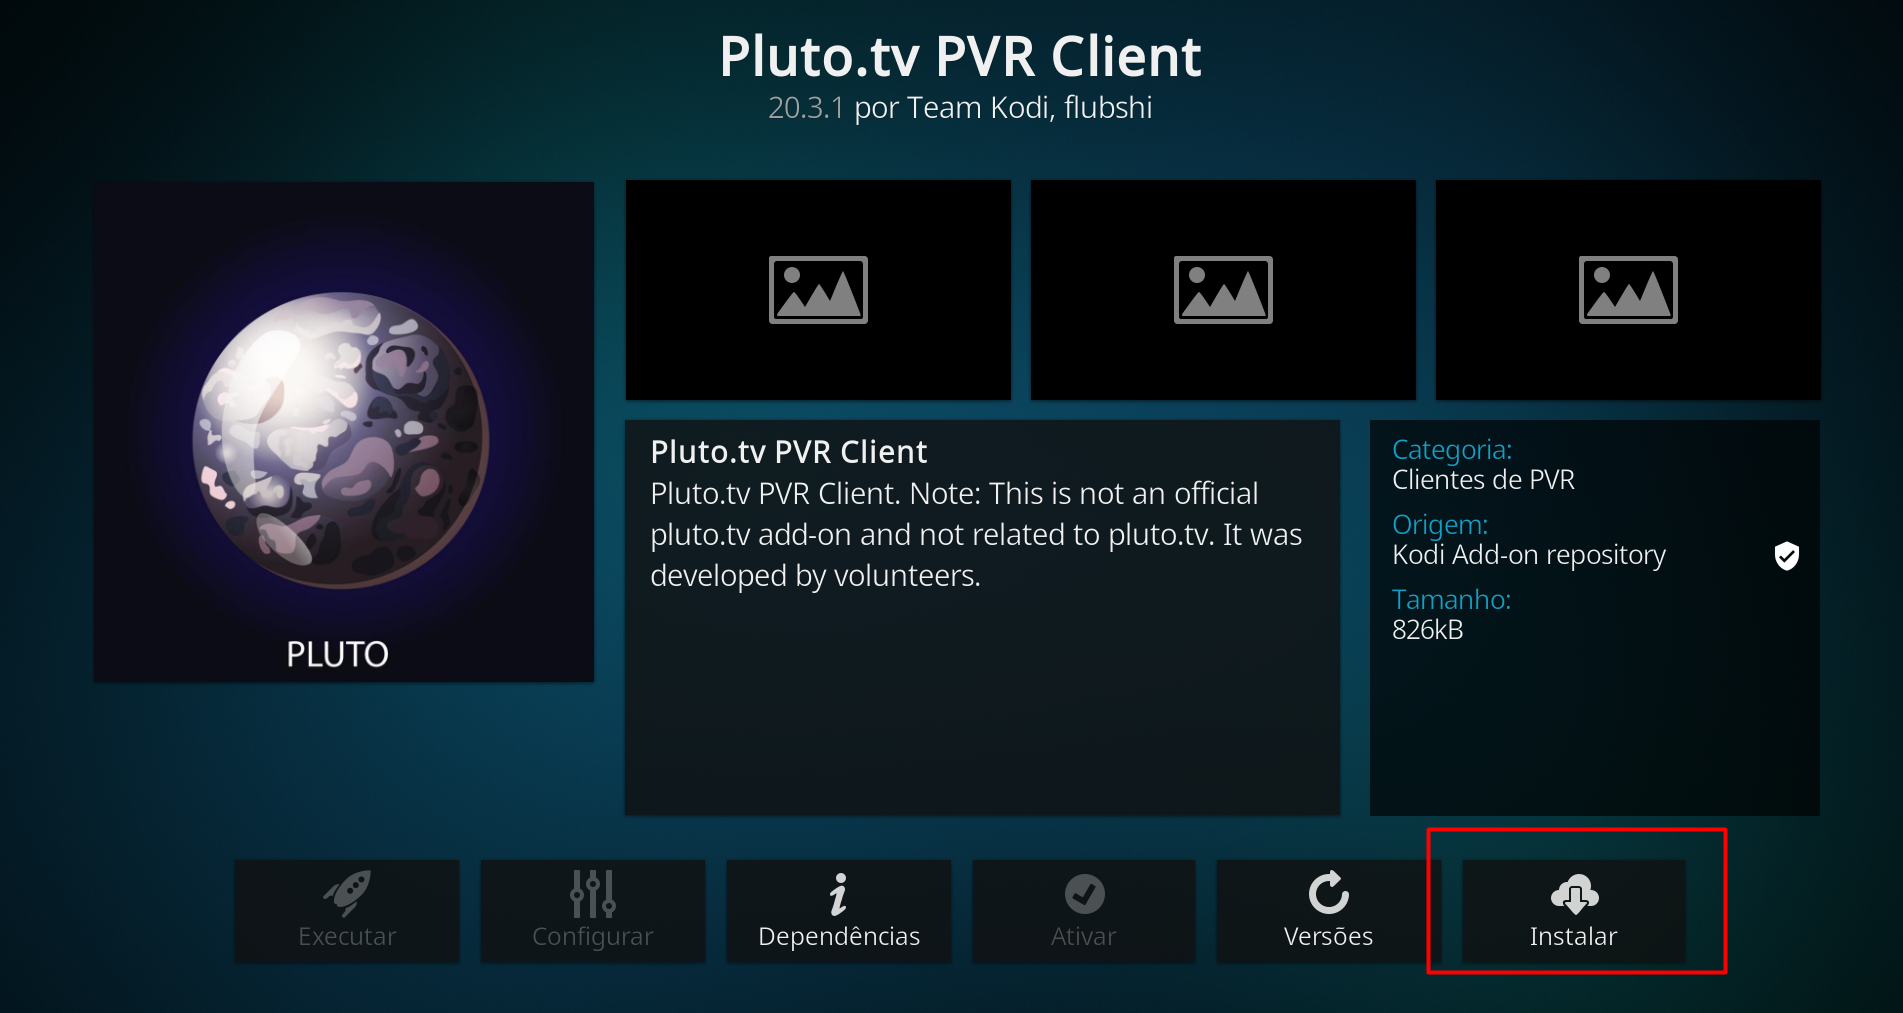 Pluto.tv PVR Client
20.3.1 por Team Kodi, flubshi
PLUTO
Pluto.tv PVR Client
Pluto.tv PVR Client. Note: This is not an official
pluto.tv add-on and not related to pluto.tv. It was
developed by volunteers.
Categoria:
Clientes de PVR
Origem:
Kodi Add-on repository
Tamanho:
826kB
Executar
Configurar
Dependências
Ativar
Versões
Instalar